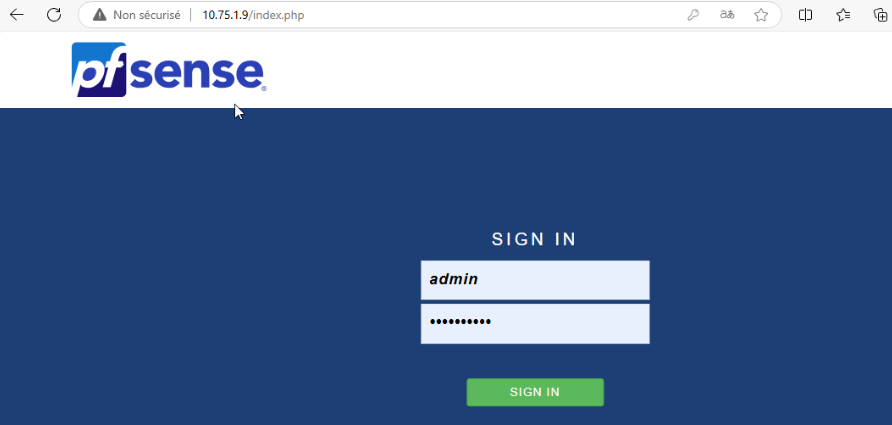 Non sécurisé 10.75.1.9/index.php
pfsense®
SIGN IN
admin
••••••••••
SIGN IN